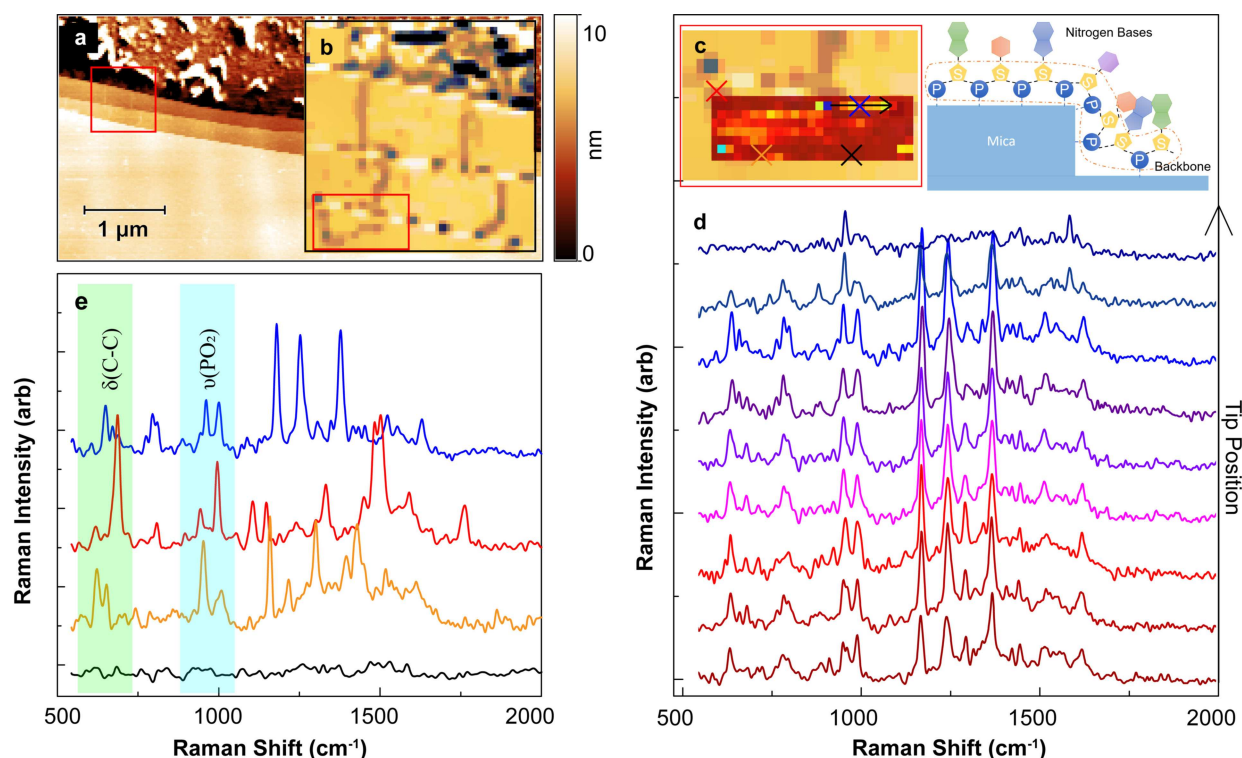 a
b
10
nm
0
1 μm
c
Nitrogen Bases
S S S S
P P P P
P S S S
Mica
P
P
Backbone
d
e
δ(C-C)
υ(PO₂)
Raman Intensity (arb)
500 1000 1500 2000
Raman Shift (cm⁻¹)
Raman Intensity (arb)
Tip Position
500 1000 1500 2000
Raman Shift (cm⁻¹)